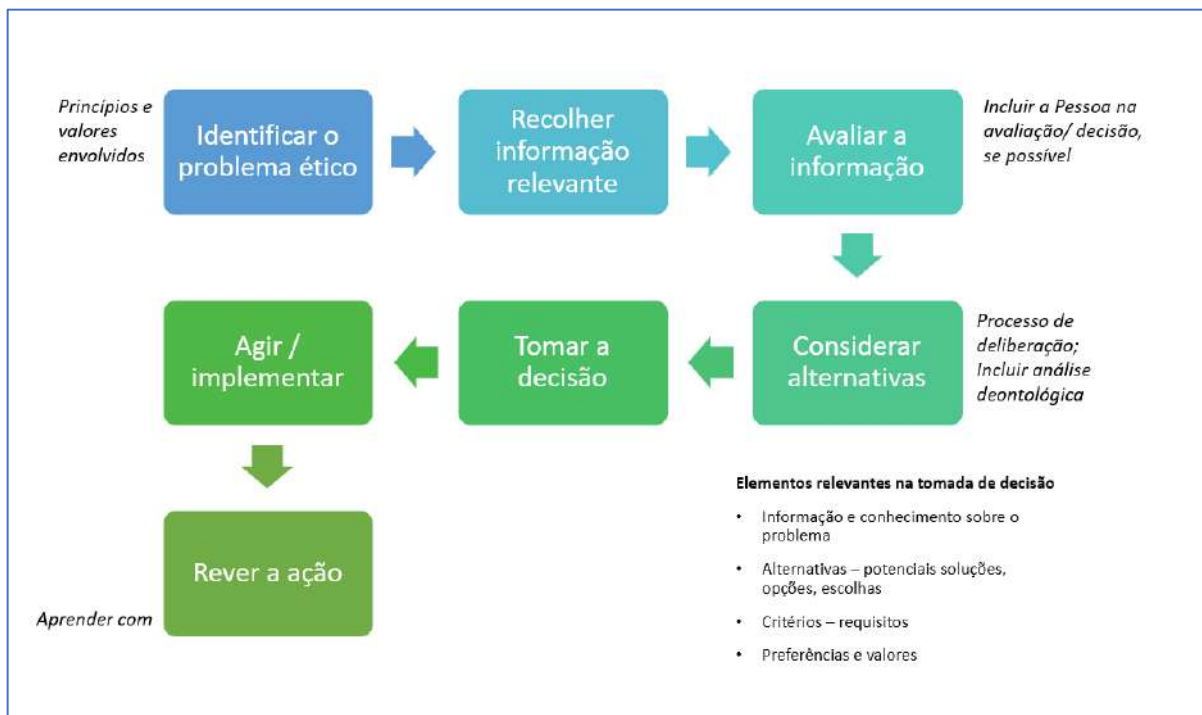 Princípios e
valores
envolvidos
Identificar o
problema ético
Recolher
informação
relevante
Avaliar a
informação
Incluir a Pessoa na
avaliação/ decisão,
se possível
Agir /
implementar
Tomar a
decisão
Considerar
alternativas
Processo de
deliberação;
Incluir análise
deontológica
Rever a ação
Aprender com
Elementos relevantes na tomada de decisão
• Informação e conhecimento sobre o
problema
• Alternativas – potenciais soluções,
opções, escolhas
• Critérios – requisitos
• Preferências e valores